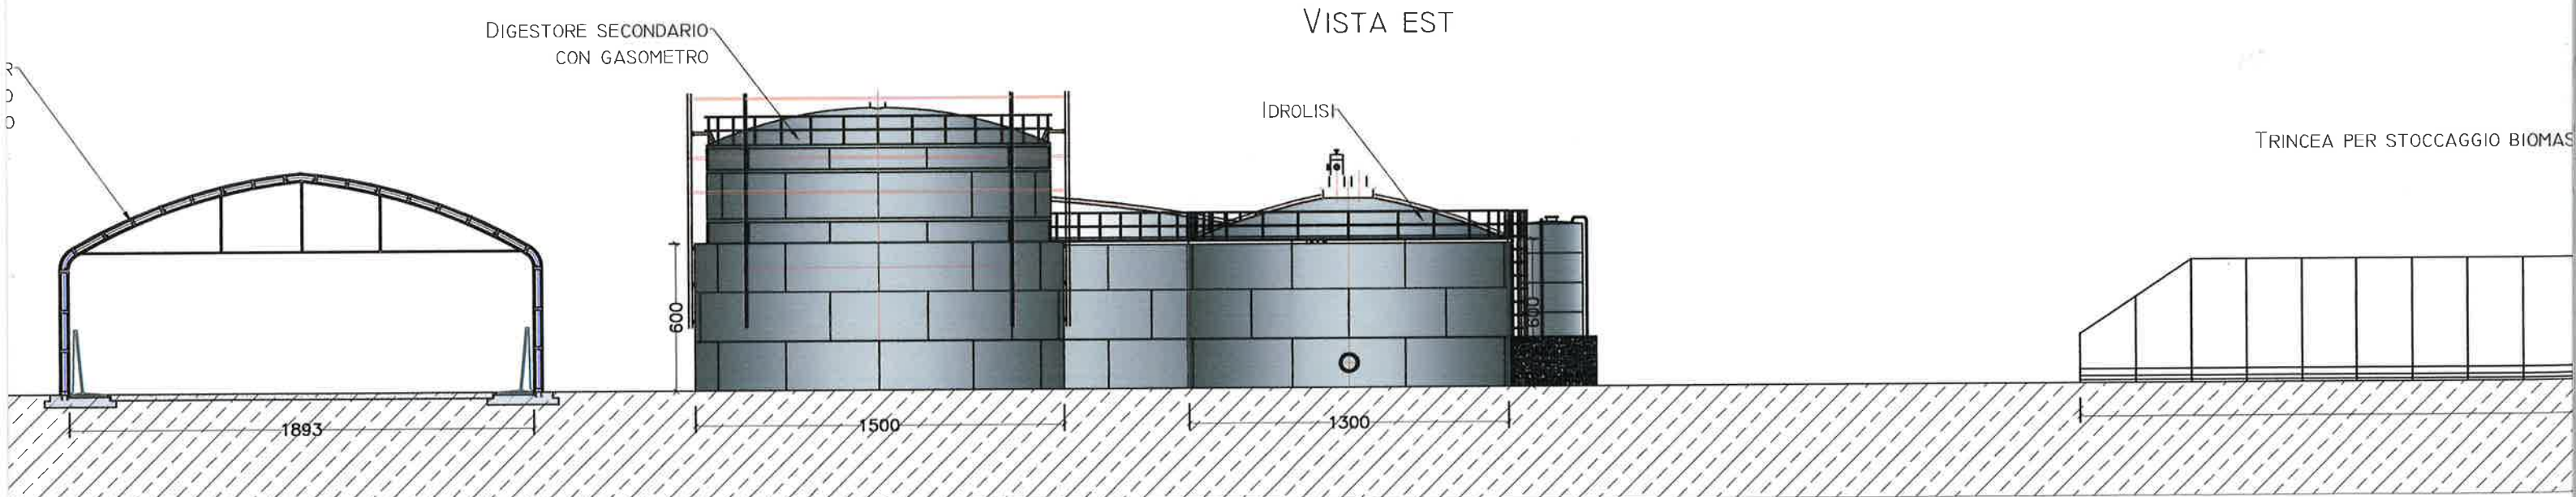 VISTA EST
DIGESTORE SECONDARIO
CON GASOMETRO
R
O
O
IDROLISI
TRINCEA PER STOCCAGGIO BIOMAS
600
600
1893
1500
1300